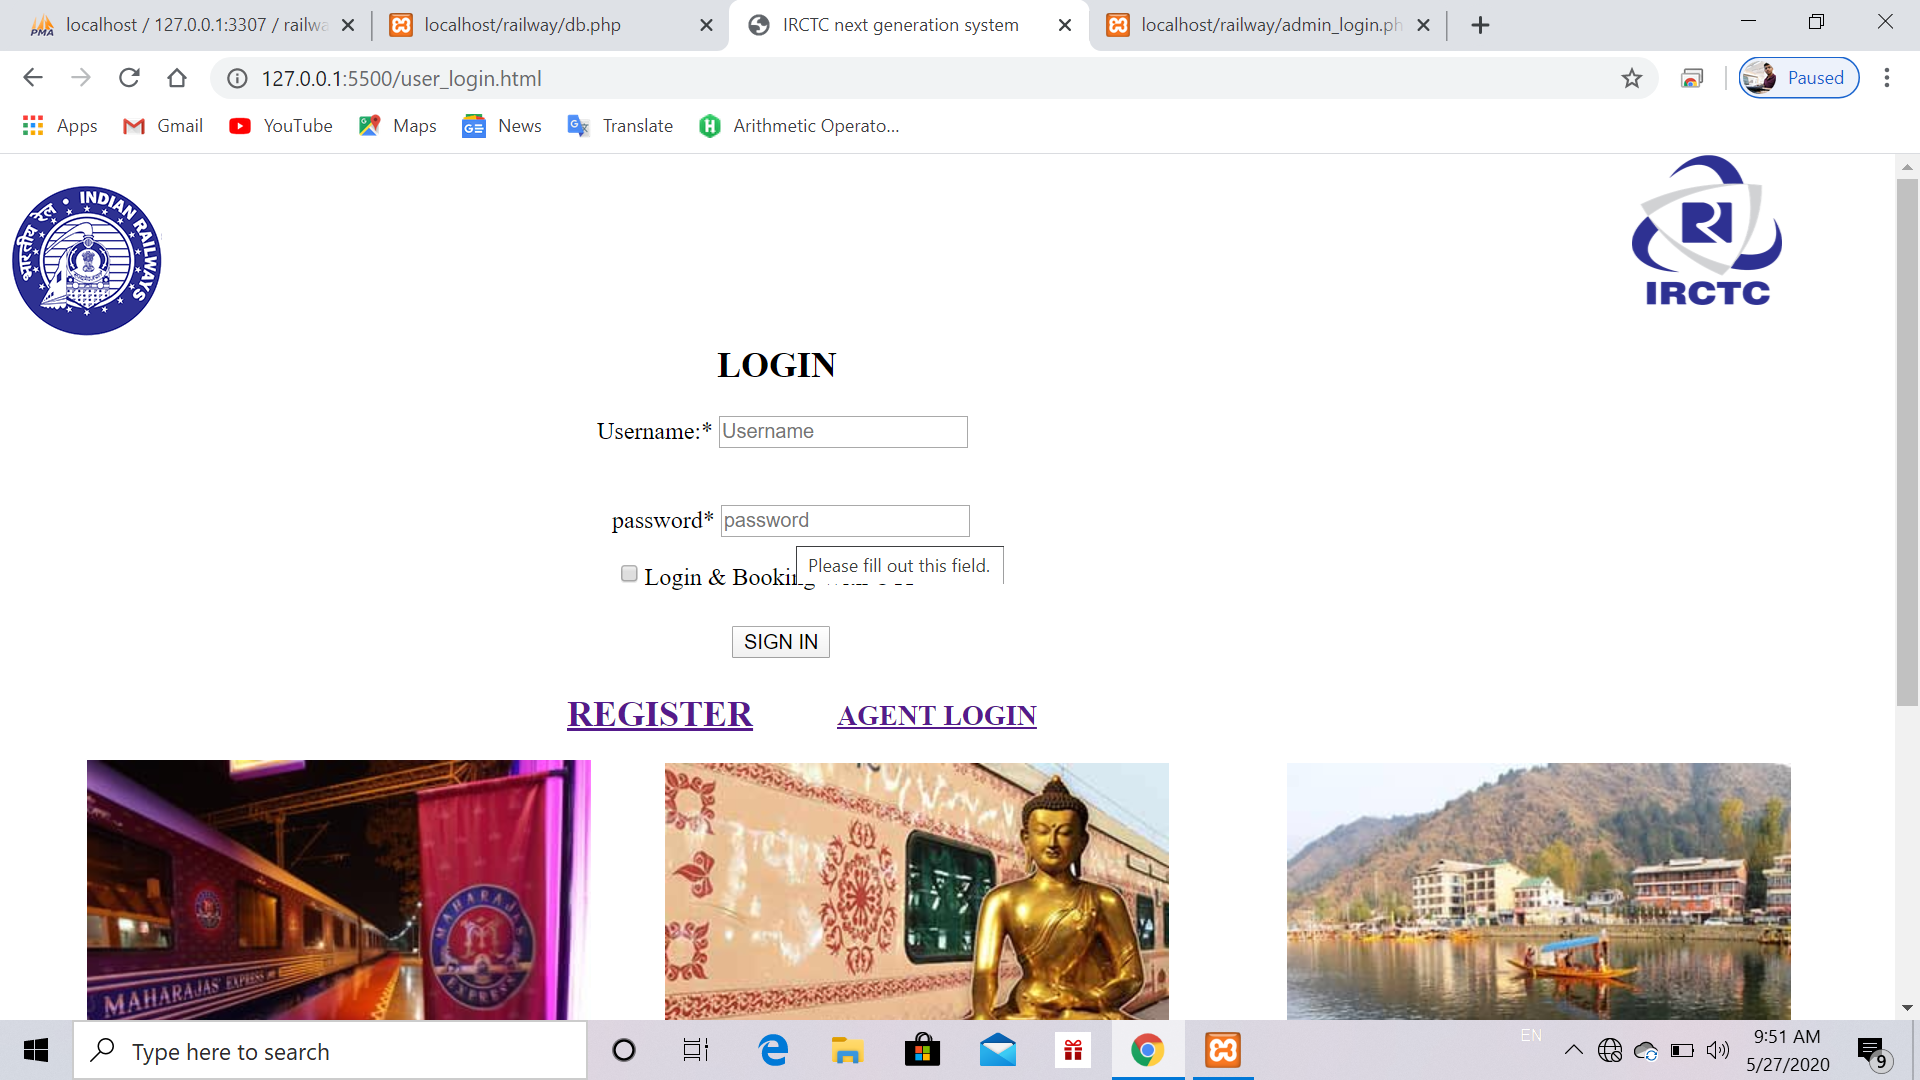 localhost / 127.0.0.1:3307 / railwa
localhost/railway/db.php
IRCTC next generation system
localhost/railway/admin_login.ph
127.0.0.1:5500/user_login.html
Paused
Apps
Gmail
YouTube
Maps
News
Translate
Arithmetic Operato...
भारतीय रेल • INDIAN RAILWAYS
IRCTC
LOGIN
Username:* Username
password* password
Please fill out this field.
Login & Booking
SIGN IN
REGISTER
AGENT LOGIN
MAHARAJAS EXPRESS
MAHARAJAS' EXPRESS
Type here to search
EN
9:51 AM
5/27/2020
9